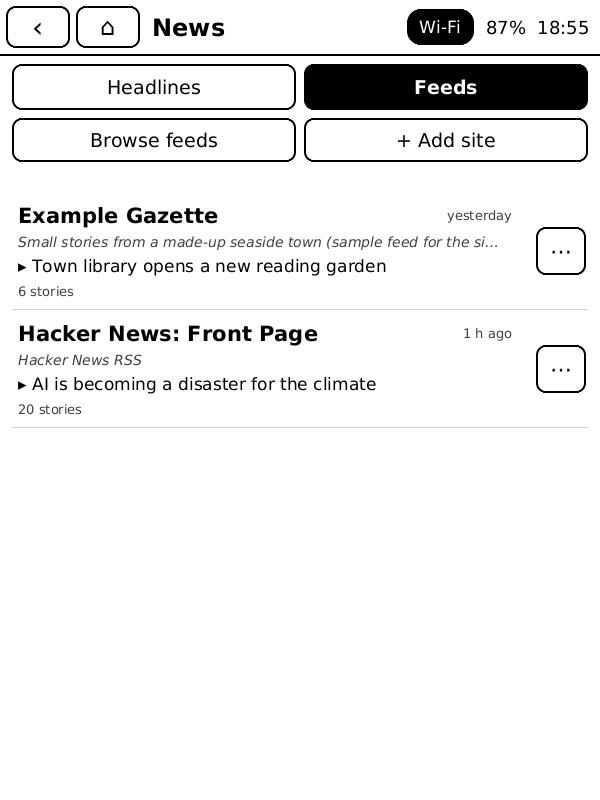 ‹ ⌂ News Wi-Fi 87% 18:55
Headlines Feeds
Browse feeds + Add site
Example Gazette yesterday
Small stories from a made-up seaside town (sample feed for the si...
▸ Town library opens a new reading garden
6 stories
...
Hacker News: Front Page 1 h ago
Hacker News RSS
▸ AI is becoming a disaster for the climate
20 stories
...